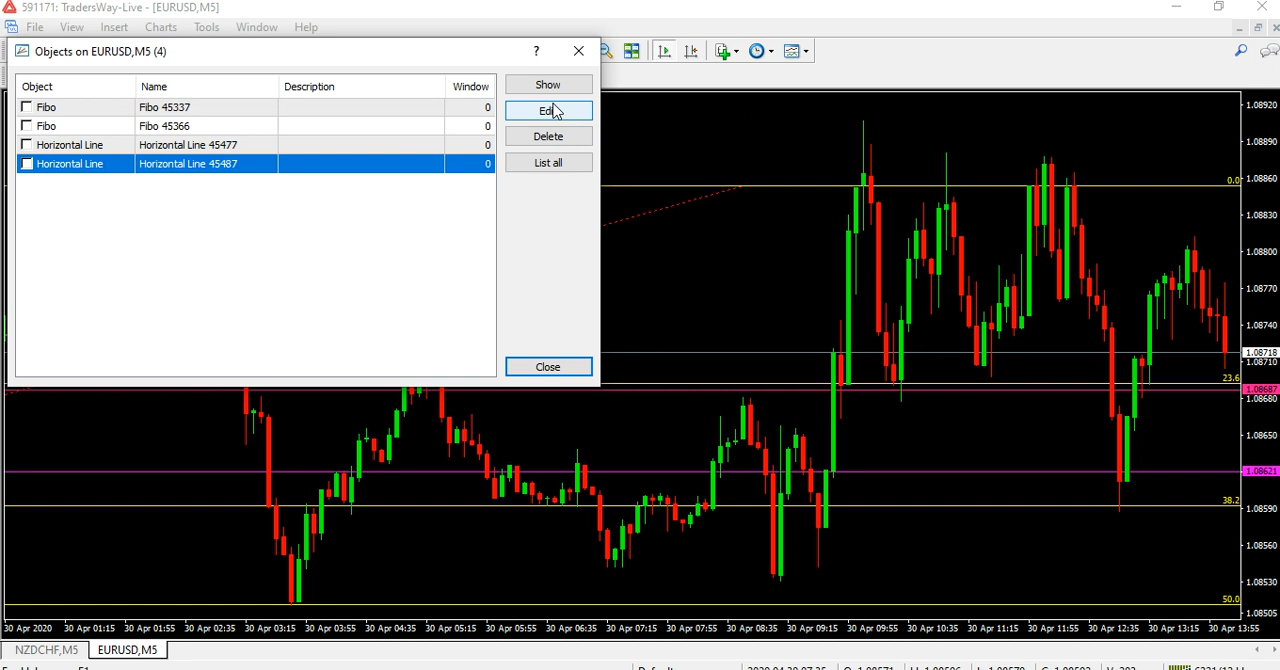 591171: TradersWay-Live - [EURUSD,M5]
File View Insert Charts Tools Window Help
Objects on EURUSD,M5 (4) ?
Object Name Description Window Show
Fibo Fibo 45337 0
Fibo Fibo 45366 0
Horizontal Line Horizontal Line 45477 0
Horizontal Line Horizontal Line 45487 0
Delete
List all
Close
1.08920
1.08890
1.08860
0.0
1.08830
1.08800
1.08770
1.08740
1.08718
1.08710
23.6
1.08687
1.08680
1.08650
1.08621
38.2
1.08590
1.08560
1.08530
50.0
1.08505
30 Apr 2020 30 Apr 01:15 30 Apr 01:55 30 Apr 02:35 30 Apr 03:15 30 Apr 03:55 30 Apr 04:35 30 Apr 05:15 30 Apr 05:55 30 Apr 06:35 30 Apr 07:15 30 Apr 07:55 30 Apr 08:35 30 Apr 09:15 30 Apr 09:55 30 Apr 10:35 30 Apr 11:15 30 Apr 11:55 30 Apr 12:35 30 Apr 13:15 30 Apr 13:55
NZDCHF,M5 EURUSD,M5